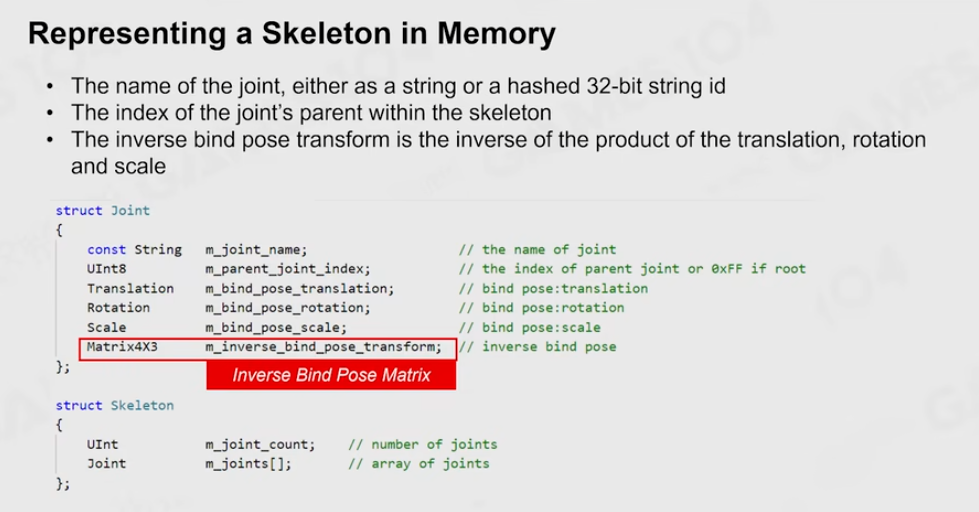 Representing a Skeleton in Memory
• The name of the joint, either as a string or a hashed 32-bit string id
• The index of the joint's parent within the skeleton
• The inverse bind pose transform is the inverse of the product of the translation, rotation
and scale
struct Joint
{
const String m_joint_name; // the name of joint
UInt8 m_parent_joint_index; // the index of parent joint or 0xFF if root
Translation m_bind_pose_translation; // bind pose:translation
Rotation m_bind_pose_rotation; // bind pose:rotation
Scale m_bind_pose_scale; // bind pose:scale
Matrix4X3 m_inverse_bind_pose_transform; // inverse bind pose
};
Inverse Bind Pose Matrix
struct Skeleton
{
UInt m_joint_count; // number of joints
Joint m_joints[]; // array of joints
};